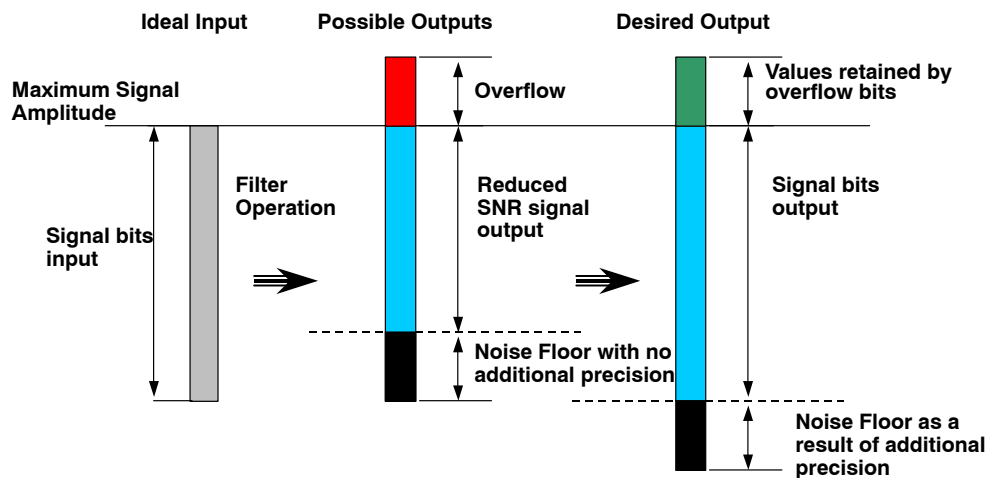 Ideal Input
Possible Outputs
Desired Output
Maximum Signal
Amplitude
Overflow
Values retained by
overflow bits
Filter
Operation
Signal bits
input
Reduced
SNR signal
output
Signal bits
output
Noise Floor with no
additional precision
Noise Floor as a
result of additional
precision